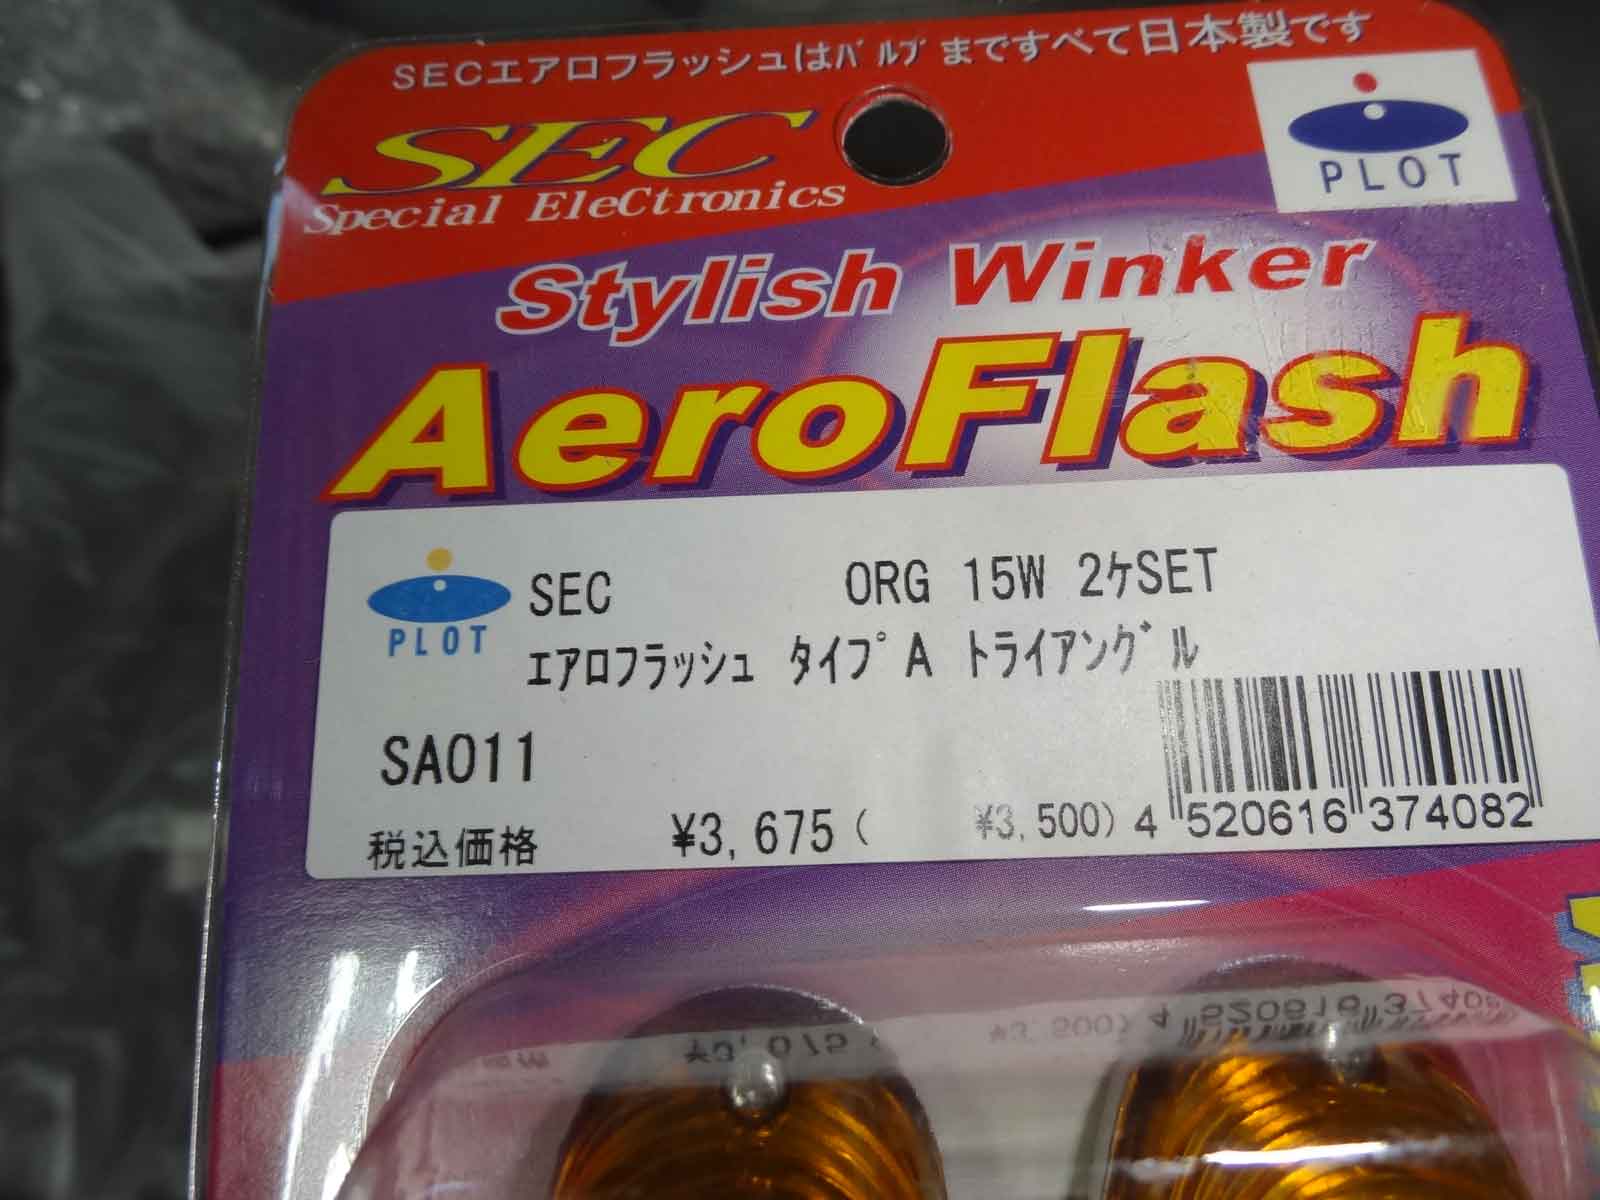 SECエアロフラッシュはバルブまですべて日本製です
SEC
Special EleCtronics
PLOT
Stylish Winker
AeroFlash
PLOT
SEC ORG 15W 2ケSET
エアロフラッシュ タイプA トライアングル
SA011
税込価格 ¥3,675 ( ¥3,500) 4 520616 374082